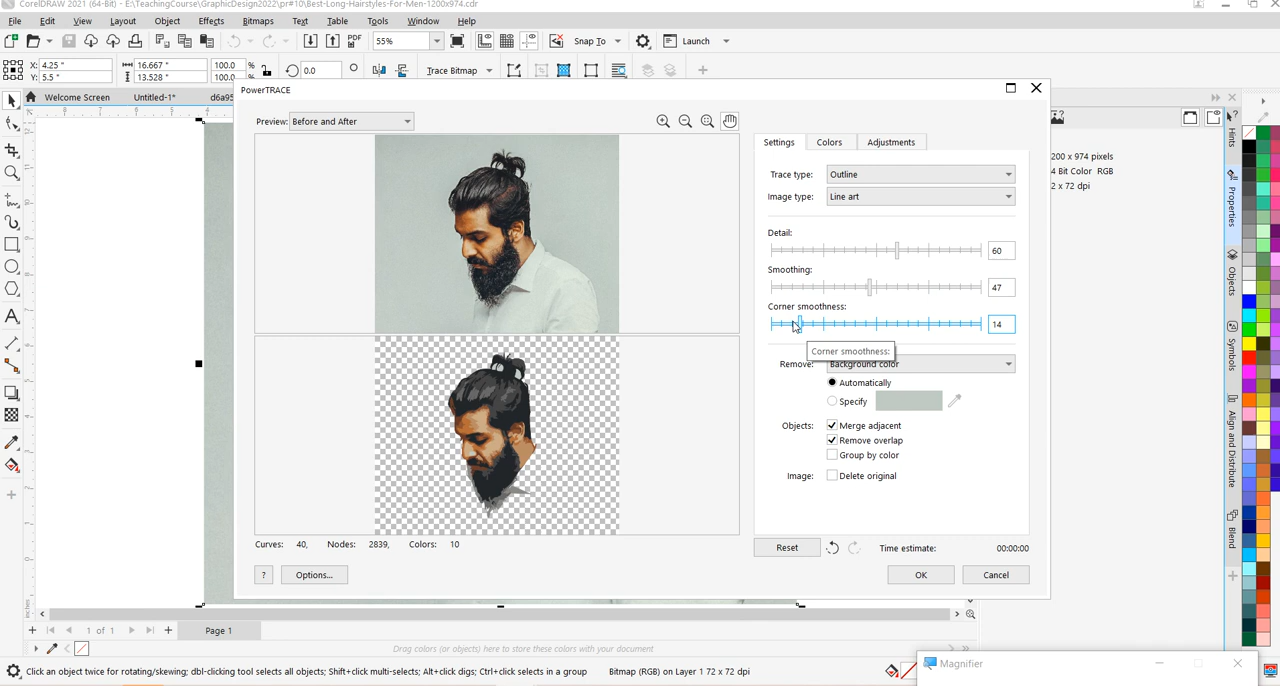 CorelDRAW 2021 (64-Bit) - E:\TeachingCourse\GraphicDesign2022\pr#10\Best-Long-Hairstyles-For-Men-1200x974.cdr
File Edit View Layout Object Effects Bitmaps Text Table Tools Window Help
PDF 55% Snap To Launch
X: 4.25 " 16.667 " 100.0 % 0.0 Trace Bitmap
Y: 5.5 " 13.528 " 100.0 %
Welcome Screen Untitled-1* d6a95
PowerTRACE
Preview: Before and After
Settings Colors Adjustments
Trace type: Outline
Image type: Line art
Detail:
60
Smoothing:
47
Corner smoothness:
14
Corner smoothness:
Remove: Background color
Automatically
Specify
Objects: Merge adjacent
Remove overlap
Group by color
Image: Delete original
Curves: 40, Nodes: 2839, Colors: 10
Reset Time estimate: 00:00:00
? Options... OK Cancel
200 x 974 pixels
4 Bit Color RGB
2 x 72 dpi
Hints
Properties
Objects
Symbols
Align and Distribute
Blend
1 of 1 Page 1
Drag colors (or objects) here to store these colors with your document
Click an object twice for rotating/skewing; dbl-clicking tool selects all objects; Shift+click multi-selects; Alt+click digs; Ctrl+click selects in a group Bitmap (RGB) on Layer 1 72 x 72 dpi
Magnifier